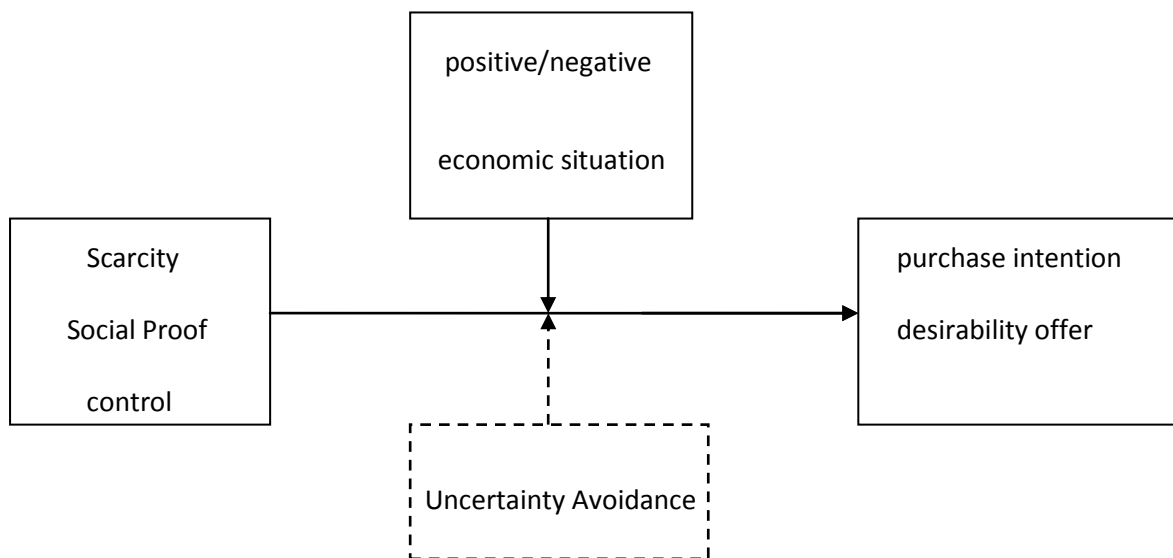 positive/negative
economic situation
Scarcity
Social Proof
control
purchase intention
desirability offer
Uncertainty Avoidance